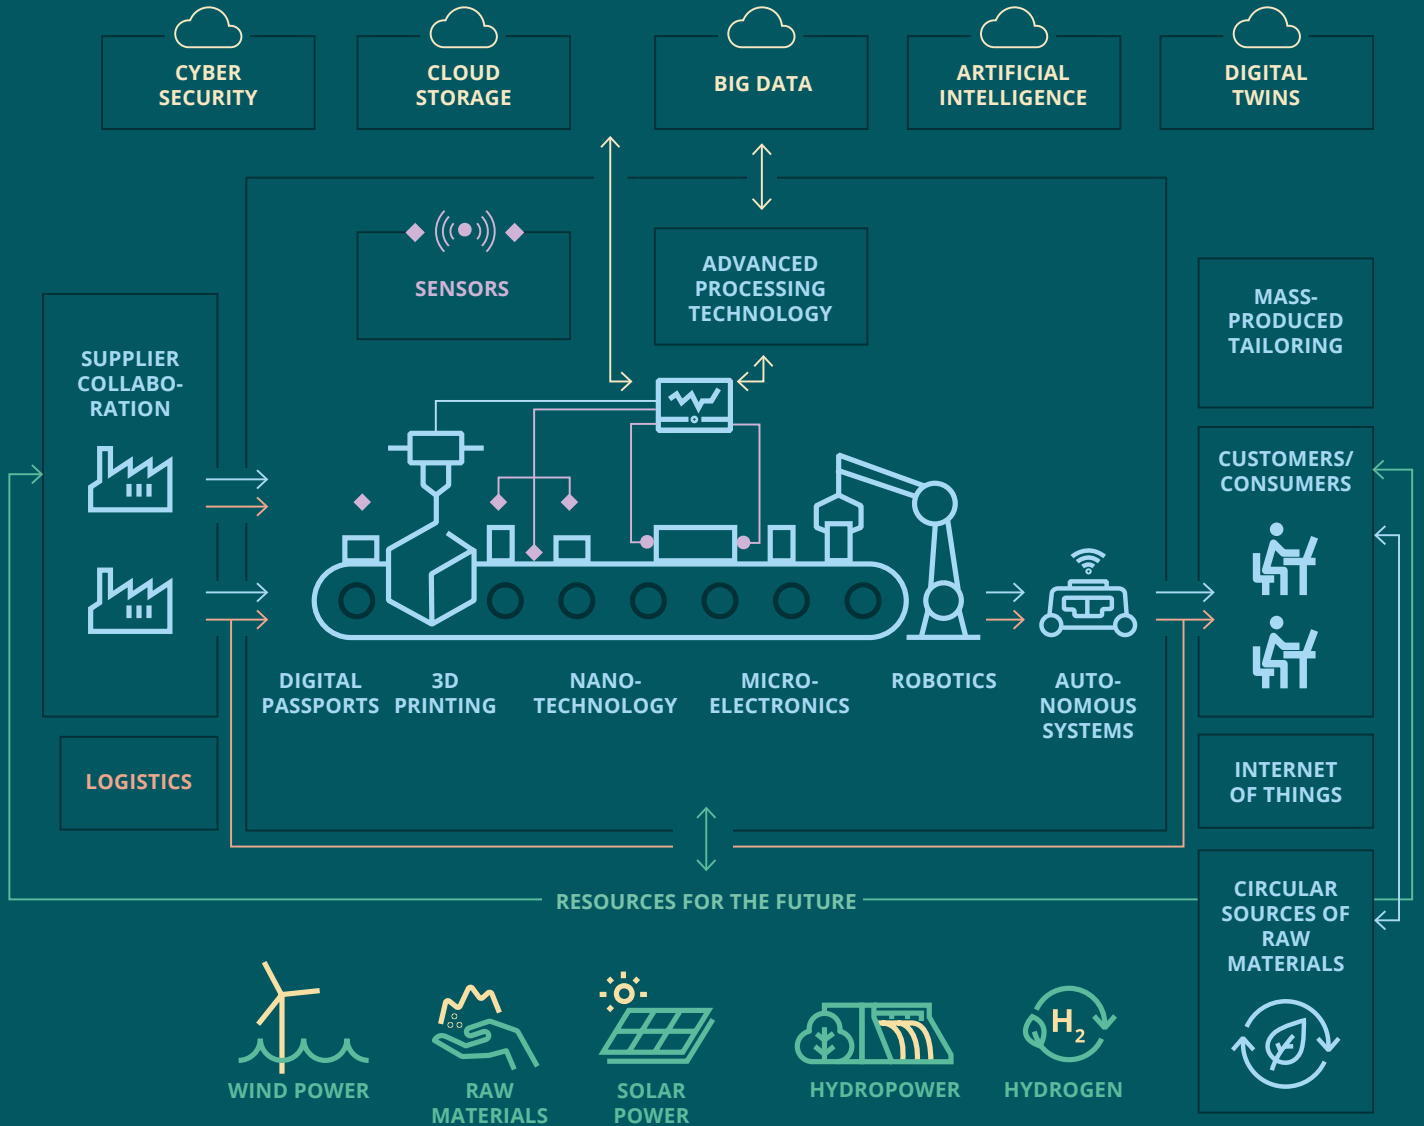 CYBER
SECURITY
CLOUD
STORAGE
BIG DATA
ARTIFICIAL
INTELLIGENCE
DIGITAL
TWINS
SENSORS
ADVANCED
PROCESSING
TECHNOLOGY
MASS-
PRODUCED
TAILORING
SUPPLIER
COLLABO-
RATION
CUSTOMERS/
CONSUMERS
DIGITAL
PASSPORTS
3D
PRINTING
NANO-
TECHNOLOGY
MICRO-
ELECTRONICS
ROBOTICS
AUTO-
NOMOUS
SYSTEMS
LOGISTICS
INTERNET
OF THINGS
RESOURCES FOR THE FUTURE
CIRCULAR
SOURCES OF
RAW
MATERIALS
H2
WIND POWER
RAW
MATERIALS
SOLAR
POWER
HYDROPOWER
HYDROGEN